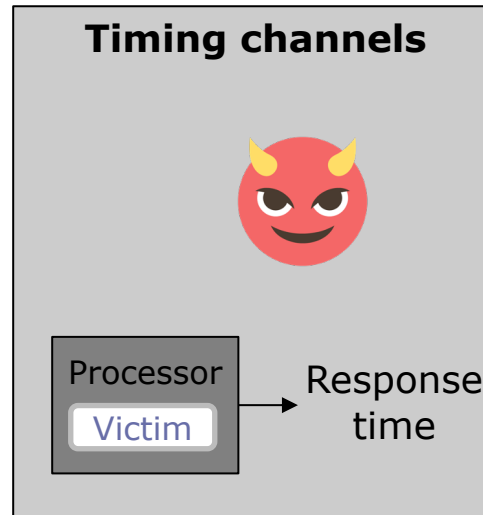 Timing channels
Processor
Victim
Response
time